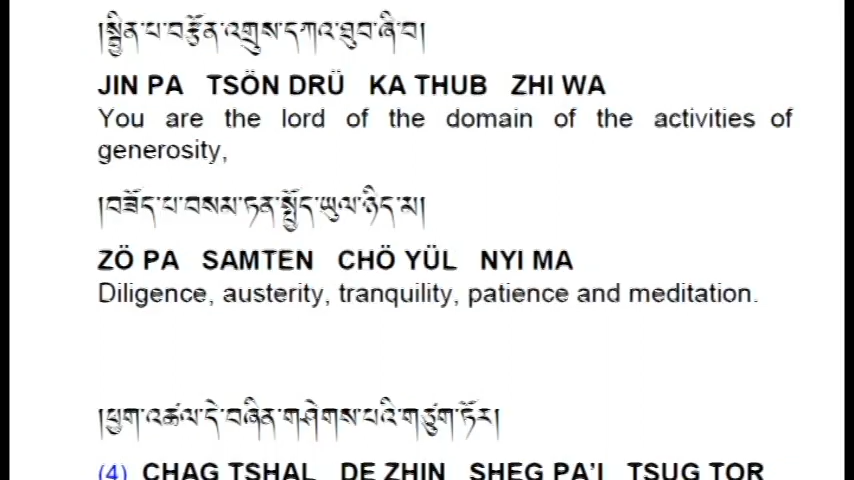 །སྦྱིན་པ་བརྩོན་འགྲུས་དཀའ་ཐུབ་ཞི་བ།
JIN PA TSÖN DRÜ KA THUB ZHI WA
You are the lord of the domain of the activities of
generosity,
།བཟོད་པ་བསམ་ཏན་སྤྱོད་ཡུལ་ཉིད་མ།
ZÖ PA SAMTEN CHÖ YÜL NYI MA
Diligence, austerity, tranquility, patience and meditation.
།ཕྱག་འཚལ་དེ་བཞིན་གཤེགས་པའི་གཙུག་ཏོར།
(4) CHAG TSHAL DE ZHIN SHEG PA'I TSUG TOR